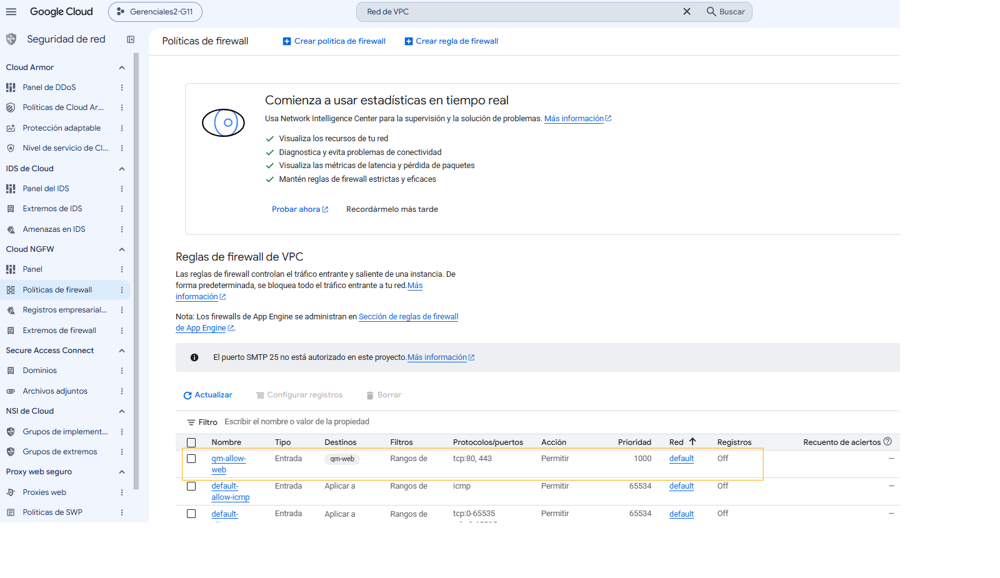 Google Cloud
Gerenciales2-G11
Red de VPC
Buscar
Seguridad de red
Cloud Armor
Panel de DDoS
Políticas de Cloud Ar...
Protección adaptable
Nivel de servicio de Cl...
IDS de Cloud
Panel del IDS
Extremos de IDS
Amenazas en IDS
Cloud NGFW
Panel
Políticas de firewall
Registros empresarial...
Extremos de firewall
Secure Access Connect
Dominios
Archivos adjuntos
NSI de Cloud
Grupos de implement...
Grupos de extremos
Proxy web seguro
Proxies web
Políticas de SWP
Políticas de firewall
Crear política de firewall
Crear regla de firewall
Comienza a usar estadísticas en tiempo real
Usa Network Intelligence Center para la supervisión y la solución de problemas. Más información
Visualiza los recursos de tu red
Diagnostica y evita problemas de conectividad
Visualiza las métricas de latencia y pérdida de paquetes
Mantén reglas de firewall estrictas y eficaces
Probar ahora
Recordármelo más tarde
Reglas de firewall de VPC
Las reglas de firewall controlan el tráfico entrante y saliente de una instancia. De
forma predeterminada, se bloquea todo el tráfico entrante a tu red.Más
información
Nota: Los firewalls de App Engine se administran en Sección de reglas de firewall
de App Engine.
El puerto SMTP 25 no está autorizado en este proyecto.Más información
Actualizar
Configurar registros
Borrar
Filtro Escribir el nombre o valor de la propiedad
Nombre Tipo Destinos Filtros Protocolos/puertos Acción Prioridad Red Registros Recuento de aciertos
qm-allow- Entrada qm-web Rangos de tcp:80, 443 Permitir 1000 default Off —
web
default- Entrada Aplicar a Rangos de icmp Permitir 65534 default Off —
allow-icmp
default- Entrada Aplicar a Rangos de tcp:0-65535 Permitir 65534 default Off —